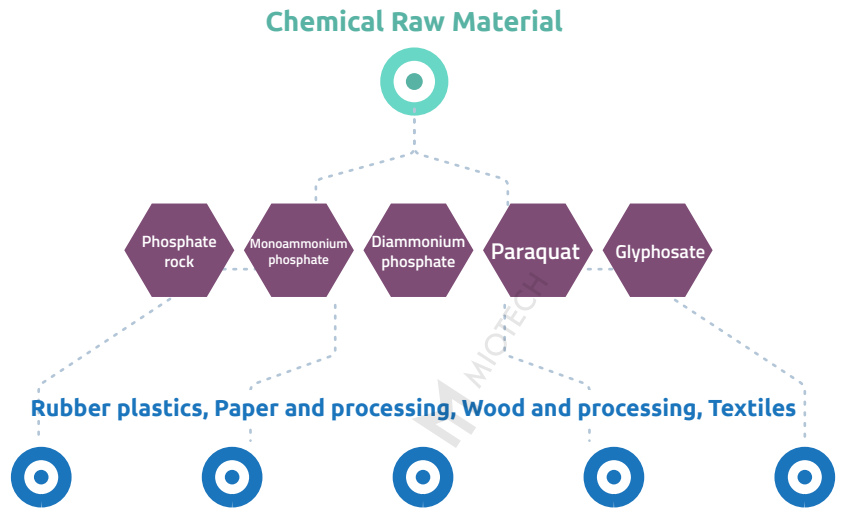 Chemical Raw Material
Phosphate
rock
Monoammonium
phosphate
Diammonium
phosphate
Paraquat
Glyphosate
MIOTECH
Rubber plastics, Paper and processing, Wood and processing, Textiles